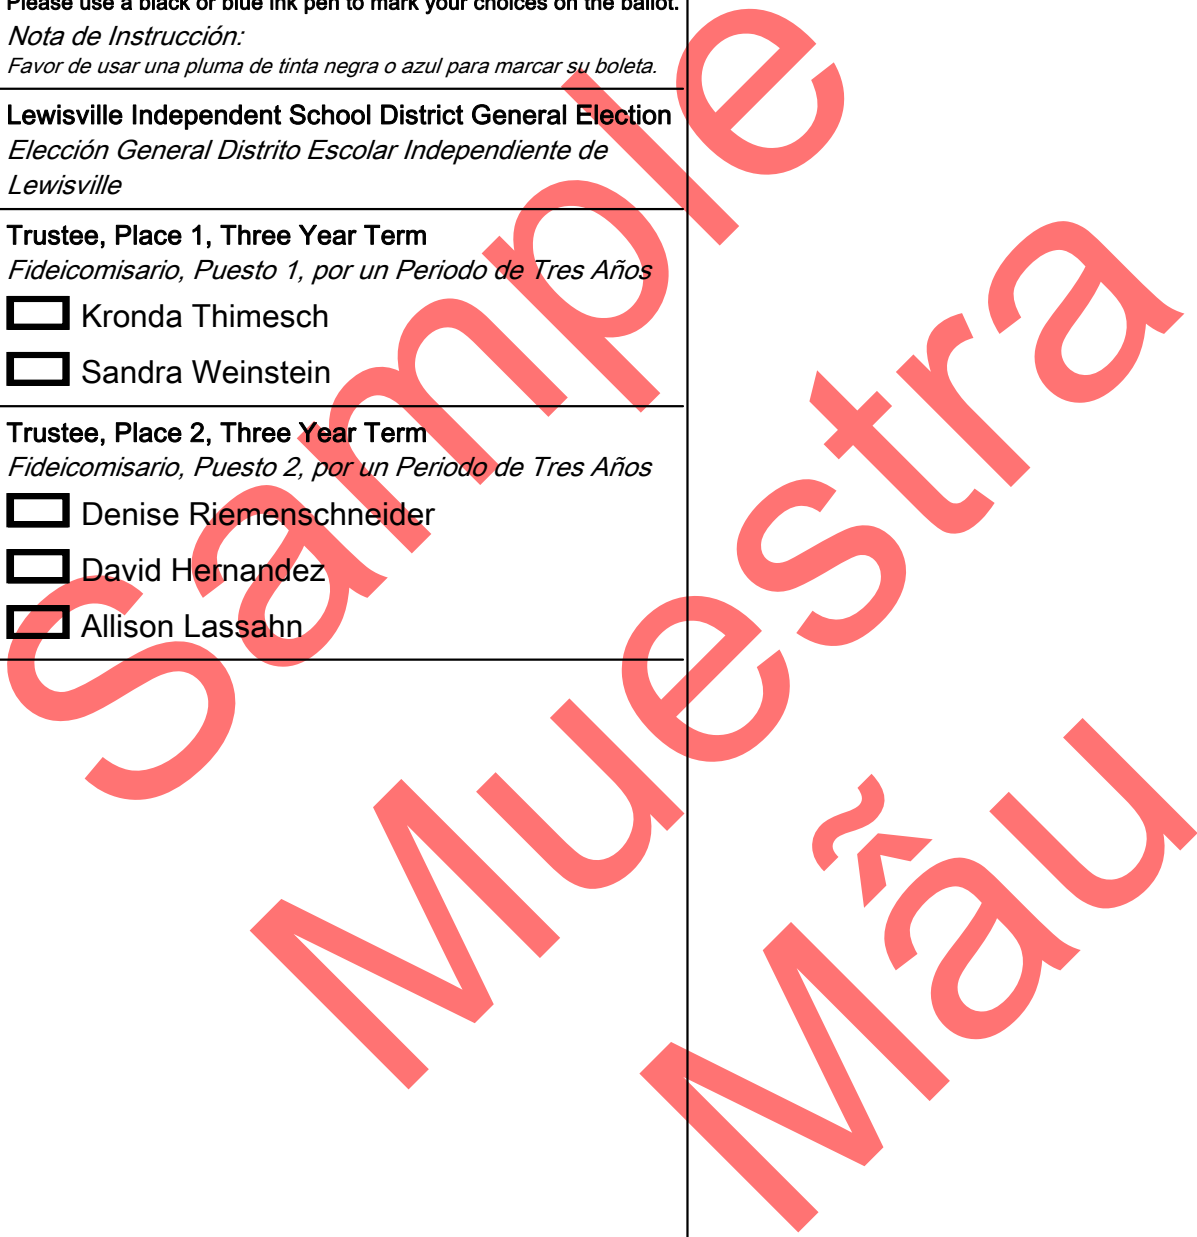 Please use a black or blue ink pen to mark your choices on the ballot.
Nota de Instrucción:
Favor de usar una pluma de tinta negra o azul para marcar su boleta.
Lewisville Independent School District General Election
Elección General Distrito Escolar Independiente de
Lewisville
Trustee, Place 1, Three Year Term
Fideicomisario, Puesto 1, por un Periodo de Tres Años
Kronda Thimesch
Sandra Weinstein
Trustee, Place 2, Three Year Term
Fideicomisario, Puesto 2, por un Periodo de Tres Años
Denise Riemenschneider
David Hernandez
Allison Lassahn
Sample
Muestra
Mẫu